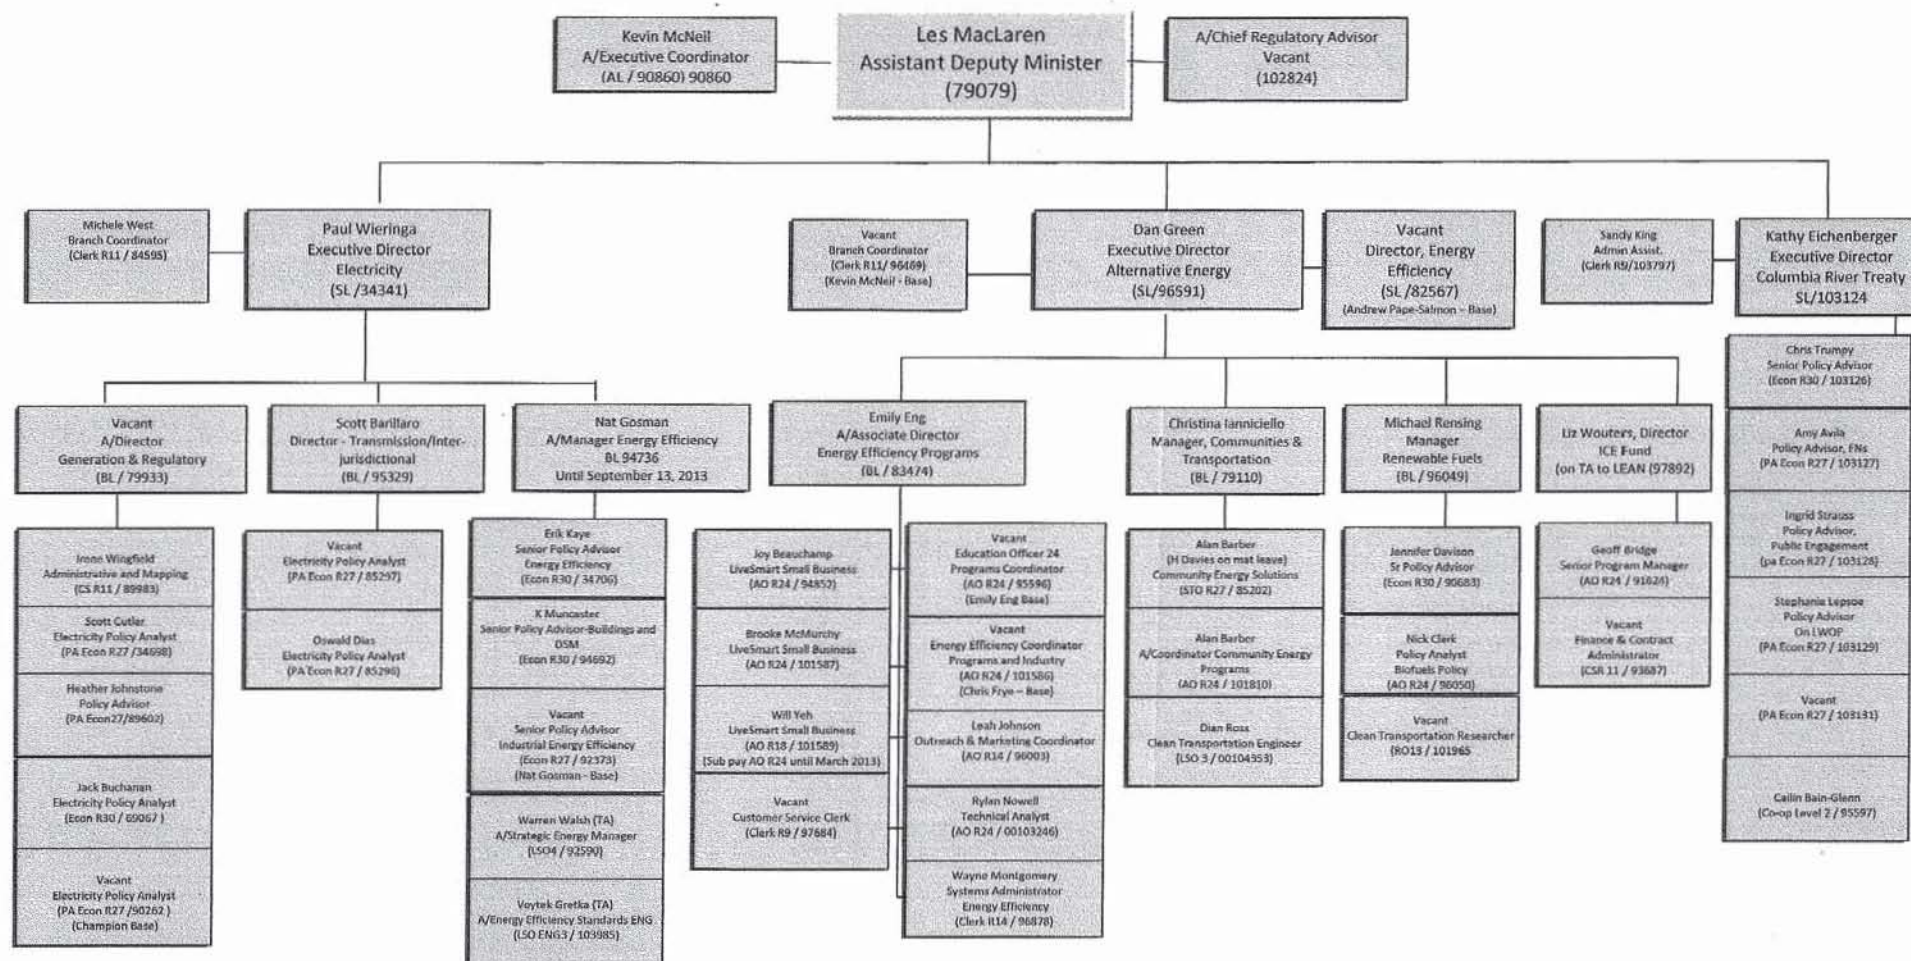 Kevin McNeil
A/Executive Coordinator
(AL / 90860) 90860
Les MacLaren
Assistant Deputy Minister
(79079)
A/Chief Regulatory Advisor
Vacant
(102824)
Michele West
Branch Coordinator
(Clerk R11 / 84595)
Paul Wieringa
Executive Director
Electricity
(SL /34341)
Vacant
Branch Coordinator
(Clerk R11/ 96469)
(Kevin McNeil - Base)
Dan Green
Executive Director
Alternative Energy
(SL/96591)
Vacant
Director, Energy
Efficiency
(SL /82567)
(Andrew Pape-Salmon – Base)
Sandy King
Admin Assist.
(Clerk R9/103797)
Kathy Eichenberger
Executive Director
Columbia River Treaty
SL/103124
Vacant
A/Director
Generation & Regulatory
(BL / 79933)
Scott Barillaro
Director - Transmission/Inter-
jurisdictional
(BL / 95329)
Nat Gosman
A/Manager Energy Efficiency
BL 94736
Until September 13, 2013
Emily Eng
A/Associate Director
Energy Efficiency Programs
(BL / 83474)
Christina Ianniciello
Manager, Communities &
Transportation
(BL / 79110)
Michael Rensing
Manager
Renewable Fuels
(BL / 96049)
Liz Wouters, Director
ICE Fund
(on TA to LEAN (97892)
Irene Wingfield
Administrative and Mapping
(CS R11 / 89983)
Scott Cutler
Electricity Policy Analyst
(PA Econ R27 /34698)
Heather Johnstone
Policy Advisor
(PA Econ27/89602)
Jack Buchanan
Electricity Policy Analyst
(Econ R30 / 69067 )
Vacant
Electricity Policy Analyst
(PA Econ R27 /90262 )
(Champion Base)
Vacant
Electricity Policy Analyst
(PA Econ R27 / 85297)
Oswald Dias
Electricity Policy Analyst
(PA Econ R27 / 85296)
Erik Kaye
Senior Policy Advisor
Energy Efficiency
(Econ R30 / 34706)
K Muncaster
Senior Policy Advisor-Buildings and
DSM
(Econ R30 / 94692)
Vacant
Senior Policy Advisor
Industrial Energy Efficiency
(Econ R27 / 92373)
(Nat Gosman - Base)
Warren Walsh (TA)
A/Strategic Energy Manager
(LSO4 / 92590)
Voytek Gretka (TA)
A/Energy Efficiency Standards ENG
(LSO ENG3 / 103985)
Joy Beauchamp
LiveSmart Small Business
(AO R24 / 94852)
Brooke McMurchy
LiveSmart Small Business
(AO R24 / 101587)
Will Yeh
LiveSmart Small Business
(AO R18 / 101589)
(Sub pay AO R24 until March 2013)
Vacant
Customer Service Clerk
(Clerk R9 / 97684)
Vacant
Education Officer 24
Programs Coordinator
(AO R24 / 95596)
(Emily Eng Base)
Vacant
Energy Efficiency Coordinator
Programs and Industry
(AO R24 / 101586)
(Chris Frye – Base)
Leah Johnson
Outreach & Marketing Coordinator
(AO R14 / 96003)
Rylan Nowell
Technical Analyst
(AO R24 / 00103246)
Wayne Montgomery
Systems Administrator
Energy Efficiency
(Clerk R14 / 96878)
Alan Barber
(H Davies on mat leave)
Community Energy Solutions
(STO R27 / 85202)
Alan Barber
A/Coordinator Community Energy
Programs
(AO R24 / 101810)
Dian Ross
Clean Transportation Engineer
(LSO 3 / 00104353)
Jennifer Davison
Sr Policy Advisor
(Econ R30 / 90683)
Nick Clerk
Policy Analyst
Biofuels Policy
(AO R24 / 96050)
Vacant
Clean Transportation Researcher
(RO13 / 101965
Geoff Bridge
Senior Program Manager
(AO R24 / 91624)
Vacant
Finance & Contract
Administrator
(CSR 11 / 93687)
Chris Trumpy
Senior Policy Advisor
(Econ R30 / 103126)
Amy Avila
Policy Advisor, FNs
(PA Econ R27 / 103127)
Ingrid Strauss
Policy Advisor,
Public Engagement
(pa Econ R27 / 103128)
Stephanie Lepsoe
Policy Advisor
On LWOP
(PA Econ R27 / 103129)
Vacant
(PA Econ R27 / 103131)
Cailin Bain-Glenn
(Co-op Level 2 / 95597)